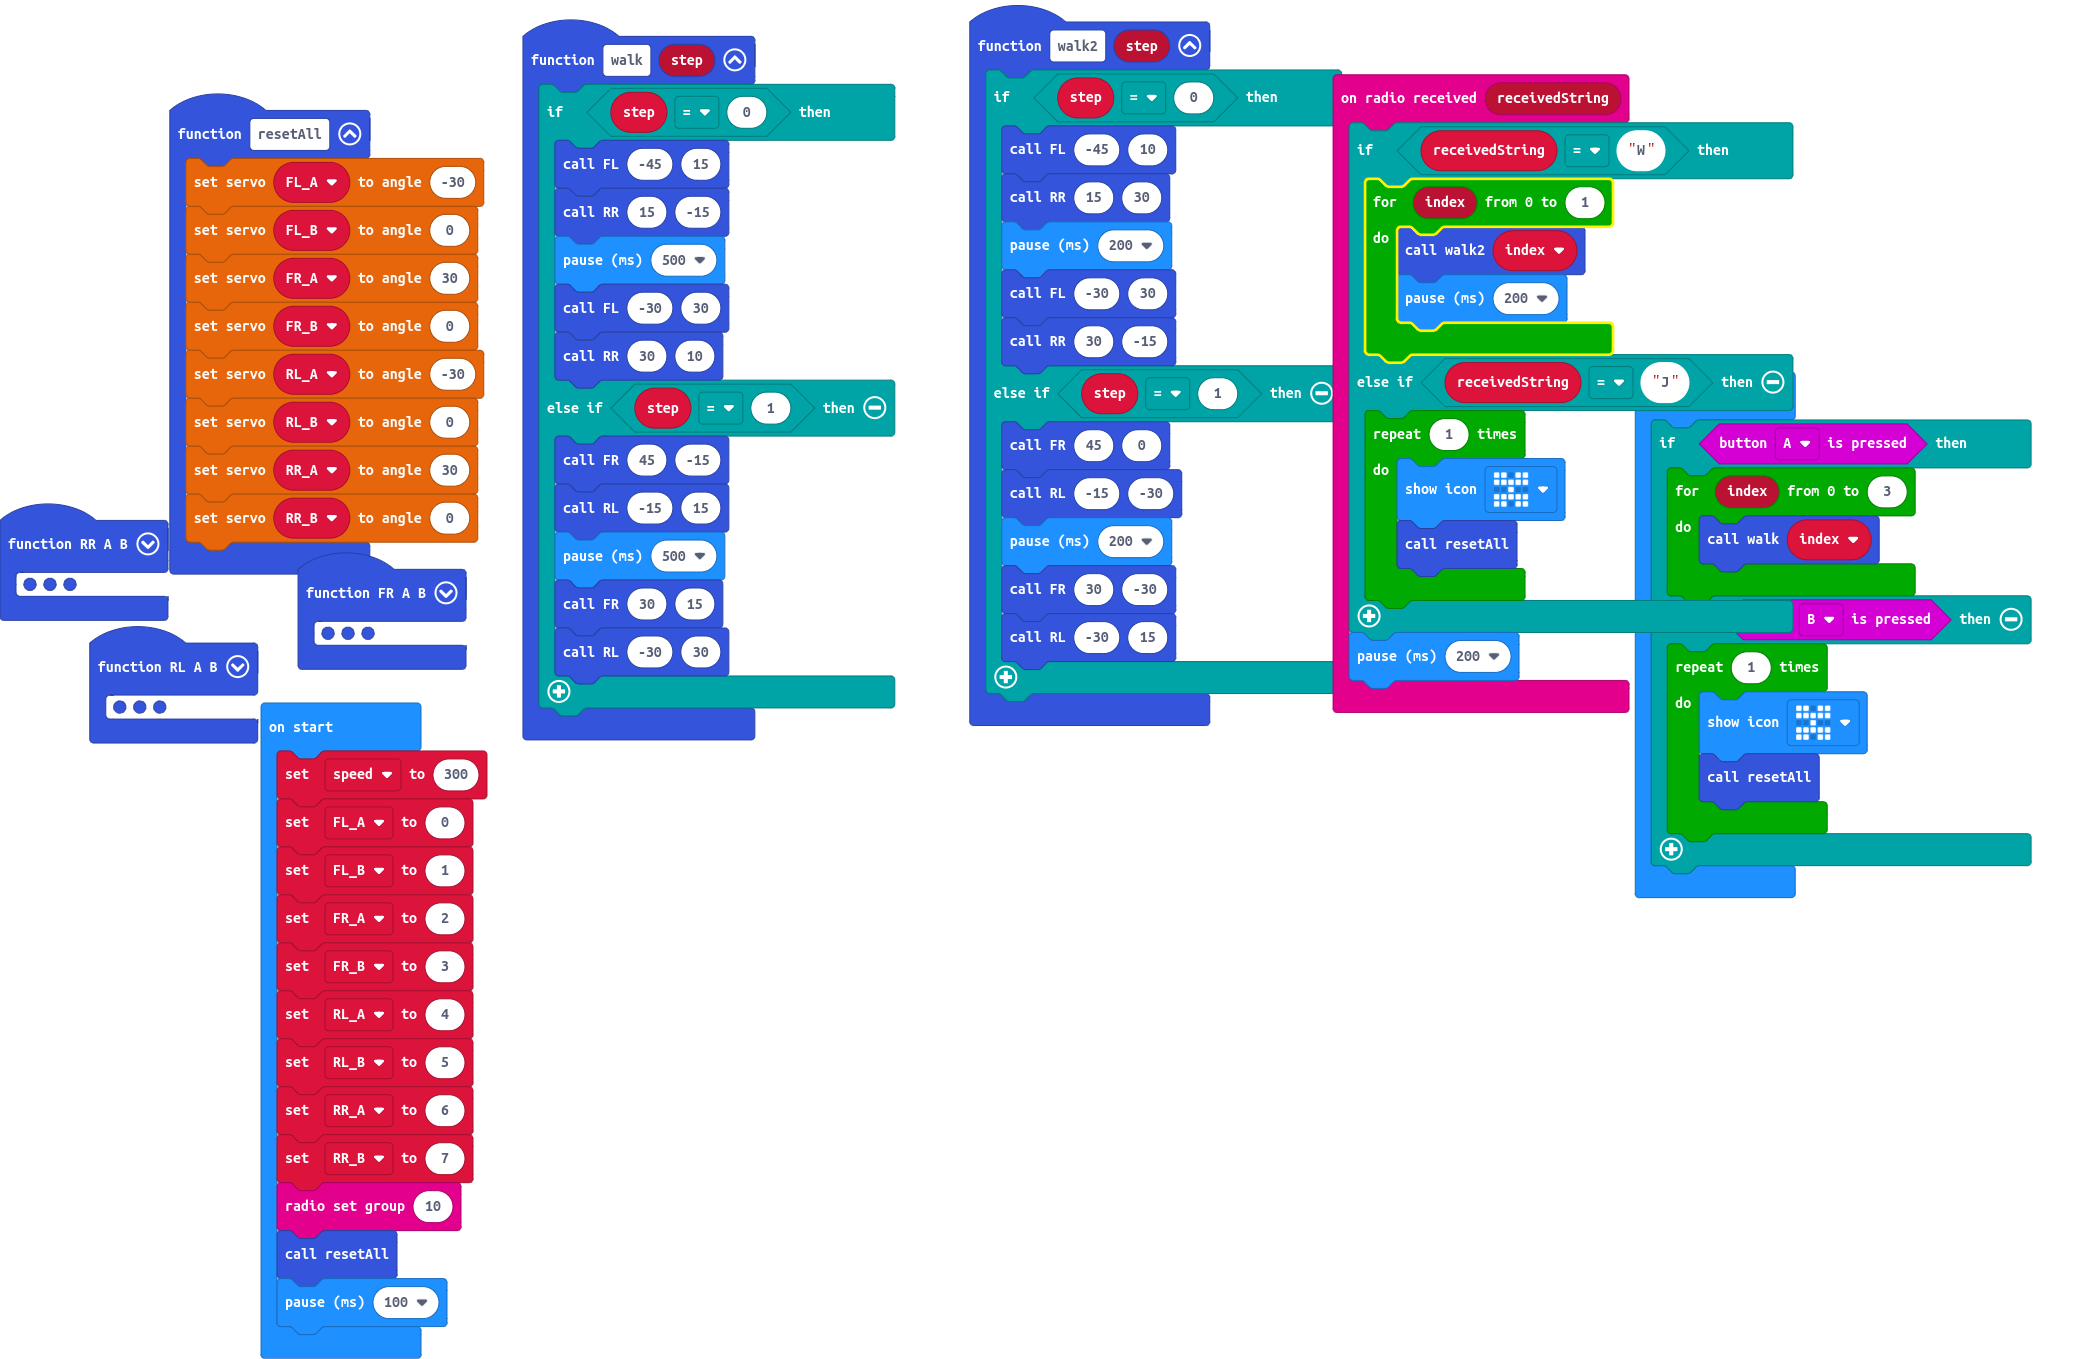 function resetAll
set servo FL_A to angle -30
set servo FL_B to angle 0
set servo FR_A to angle 30
set servo FR_B to angle 0
set servo RL_A to angle -30
set servo RL_B to angle 0
set servo RR_A to angle 30
set servo RR_B to angle 0
function RR A B
function FR A B
function RL A B
on start
set speed to 300
set FL_A to 0
set FL_B to 1
set FR_A to 2
set FR_B to 3
set RL_A to 4
set RL_B to 5
set RR_A to 6
set RR_B to 7
radio set group 10
call resetAll
pause (ms) 100
function walk step
if step = 0 then
call FL -45 15
call RR 15 -15
pause (ms) 500
call FL -30 30
call RR 30 10
else if step = 1 then
call FR 45 -15
call RL -15 15
pause (ms) 500
call FR 30 15
call RL -30 30
function walk2 step
if step = 0 then
call FL -45 10
call RR 15 30
pause (ms) 200
call FL -30 30
call RR 30 -15
else if step = 1 then
call FR 45 0
call RL -15 -30
pause (ms) 200
call FR 30 -30
call RL -30 15
on radio received receivedString
if receivedString = "W" then
for index from 0 to 1
do call walk2 index
pause (ms) 200
else if receivedString = "J" then
repeat 1 times
do show icon
call resetAll
pause (ms) 200
if button A is pressed then
for index from 0 to 3
do call walk index
B is pressed then
repeat 1 times
do show icon
call resetAll